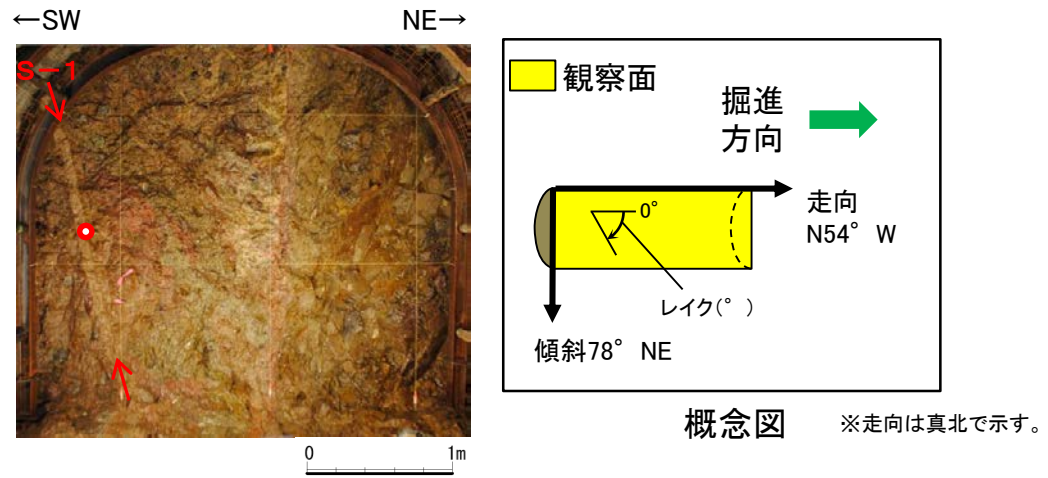 ←SW
NE→
S-1
観察面
掘進
方向
0°
走向
N54°W
レイク(°)
傾斜78°NE
概念図
※走向は真北で示す。
0
1m